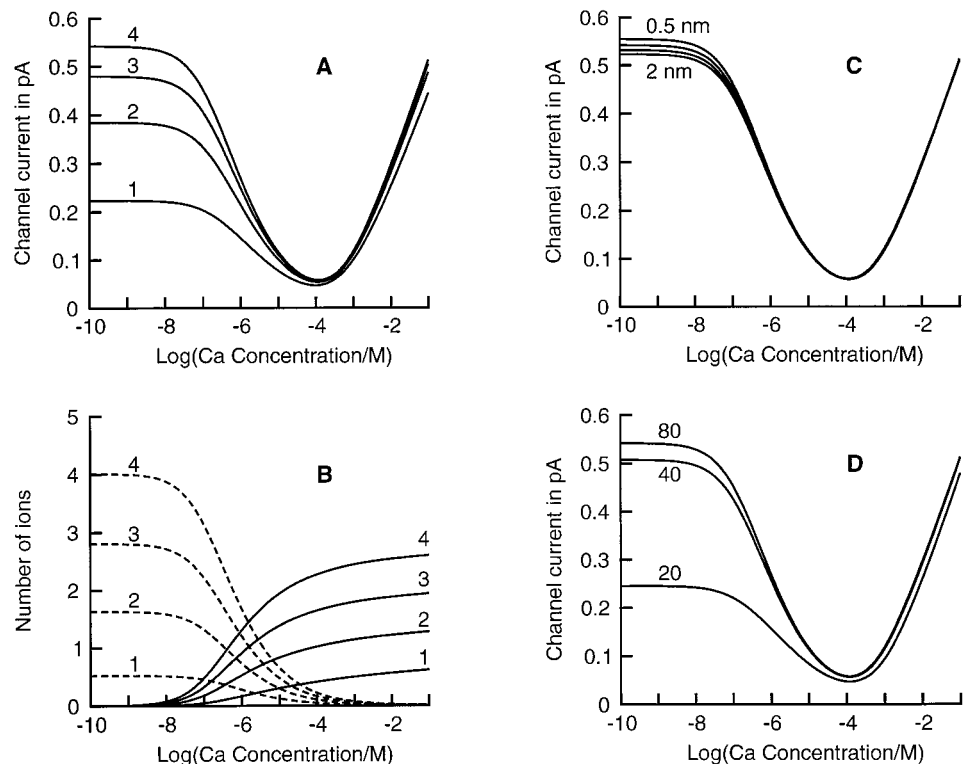 A
Channel current in pA
0.6
0.5
0.4
0.3
0.2
0.1
0
4
3
2
1
-10 -8 -6 -4 -2
Log(Ca Concentration/M)
C
Channel current in pA
0.6
0.5
0.4
0.3
0.2
0.1
0
0.5 nm
2 nm
-10 -8 -6 -4 -2
Log(Ca Concentration/M)
B
Number of ions
5
4
3
2
1
0
4
3
2
1
4
3
2
1
-10 -8 -6 -4 -2
Log(Ca Concentration/M)
D
Channel current in pA
0.6
0.5
0.4
0.3
0.2
0.1
0
80
40
20
-10 -8 -6 -4 -2
Log(Ca Concentration/M)